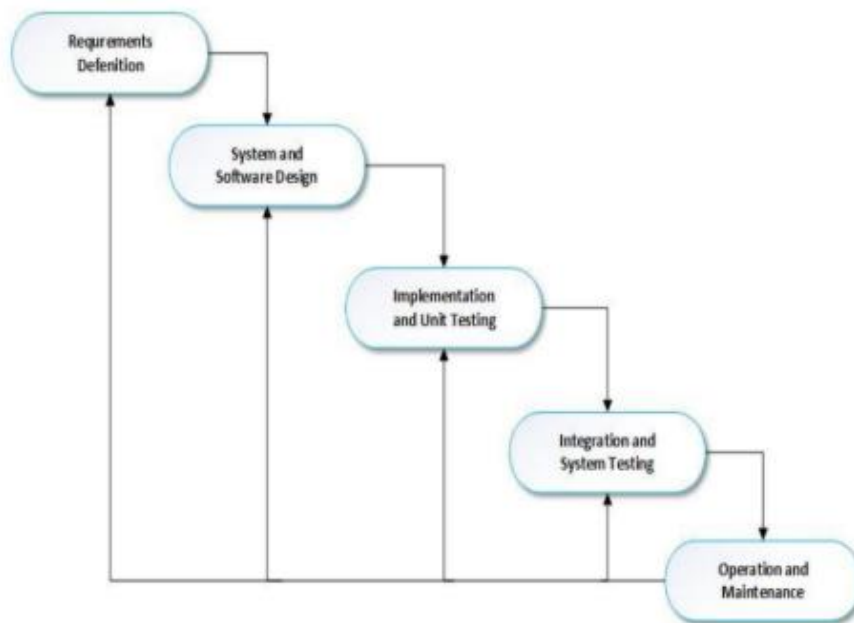 Requrements
Defenition
System and
Software Design
Implementation
and Unit Testing
Integration and
System Testing
Operation and
Maintenance